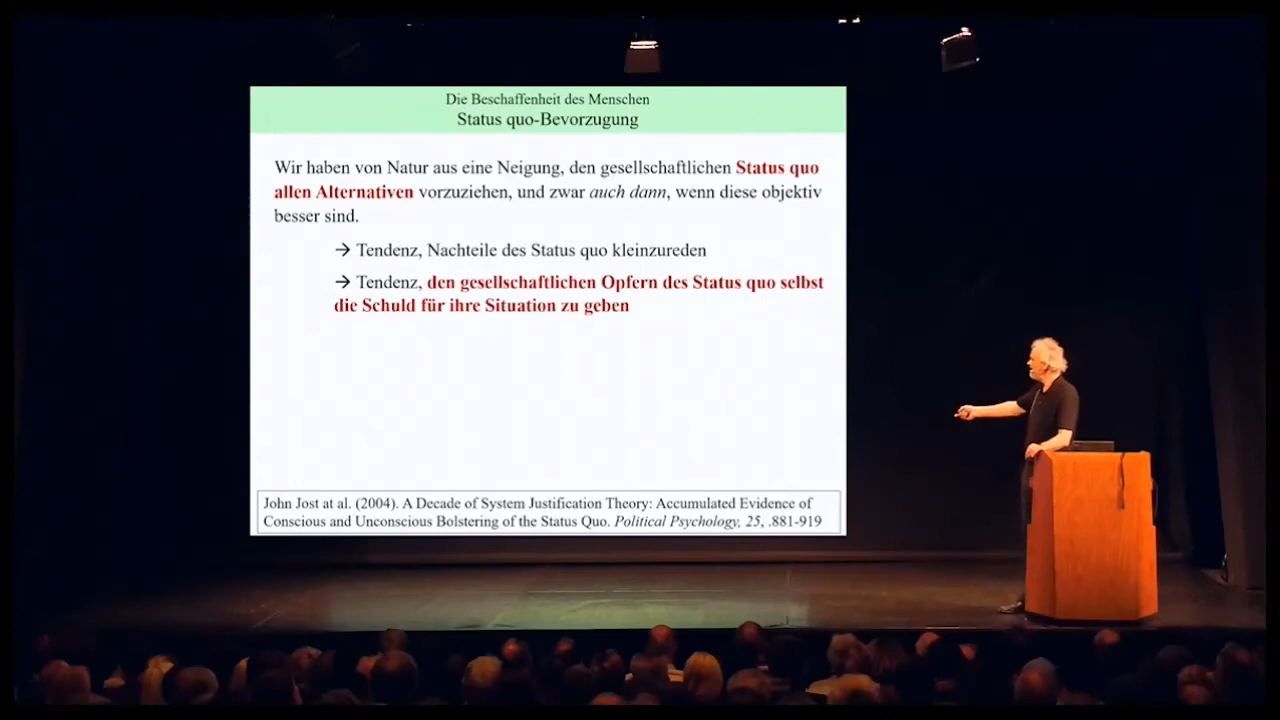 Die Beschaffenheit des Menschen
Status quo-Bevorzugung
Wir haben von Natur aus eine Neigung, den gesellschaftlichen Status quo
allen Alternativen vorzuziehen, und zwar auch dann, wenn diese objektiv
besser sind.
→ Tendenz, Nachteile des Status quo kleinzureden
→ Tendenz, den gesellschaftlichen Opfern des Status quo selbst
die Schuld für ihre Situation zu geben
John Jost at al. (2004). A Decade of System Justification Theory: Accumulated Evidence of
Conscious and Unconscious Bolstering of the Status Quo. Political Psychology, 25, .881-919